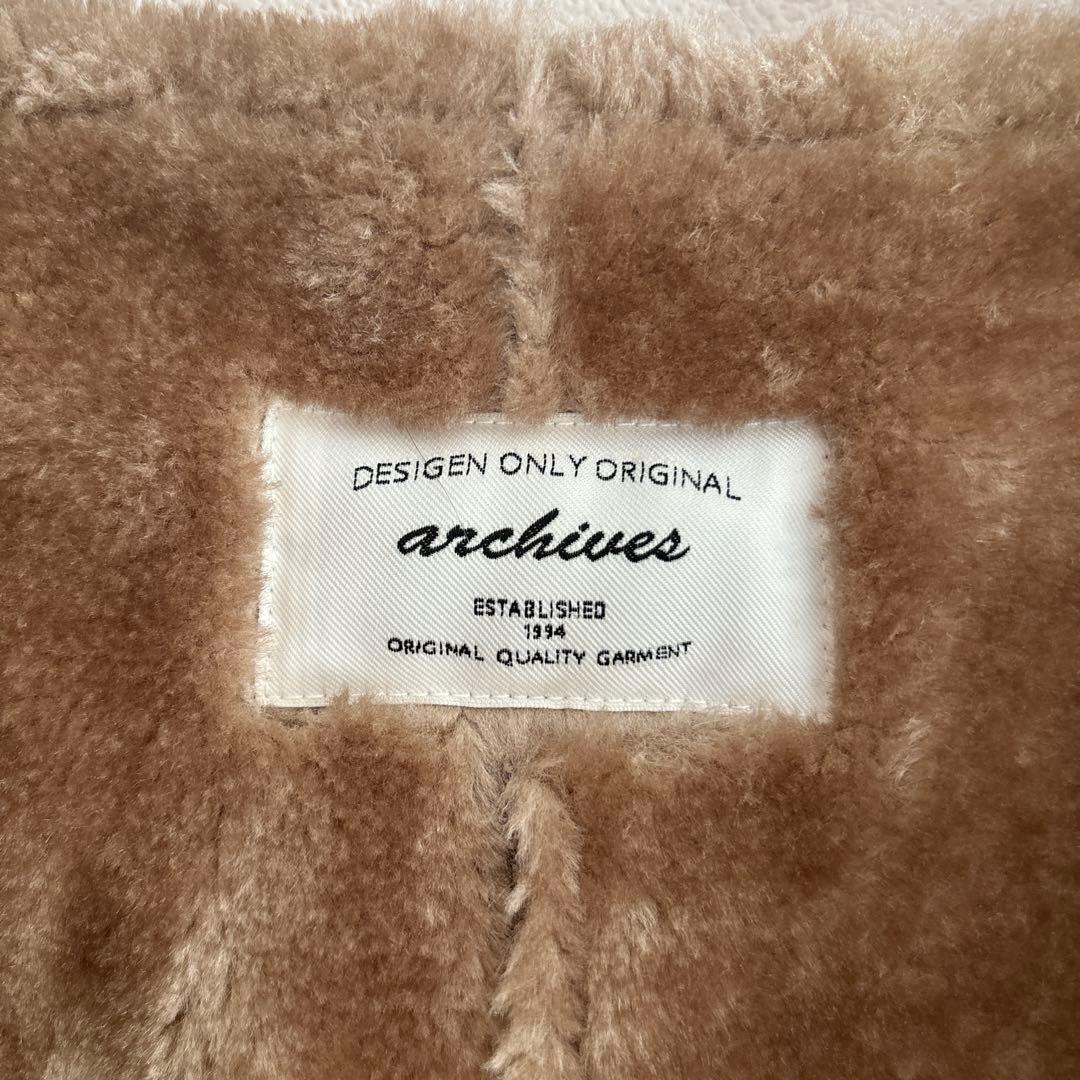 DESIGEN ONLY ORIGINAL
archives
ESTABLISHED
1994
ORIGINAL QUALITY GARMENT